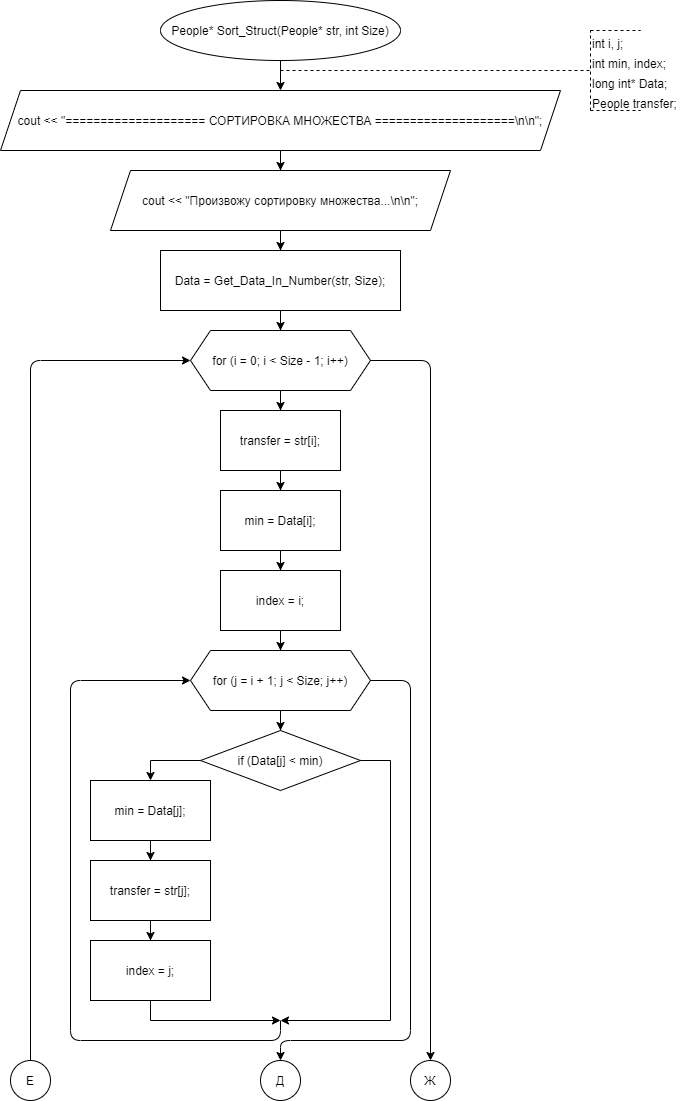 People* Sort_Struct(People* str, int Size)
int i, j;
int min, index;
long int* Data;
People transfer;
cout << "==================== СОРТИРОВКА МНОЖЕСТВА ====================\n\n";
cout << "Произвожу сортировку множества...\n\n";
Data = Get_Data_In_Number(str, Size);
for (i = 0; i < Size - 1; i++)
transfer = str[i];
min = Data[i];
index = i;
for (j = i + 1; j < Size; j++)
if (Data[j] < min)
min = Data[j];
transfer = str[j];
index = j;
Е
Д
Ж